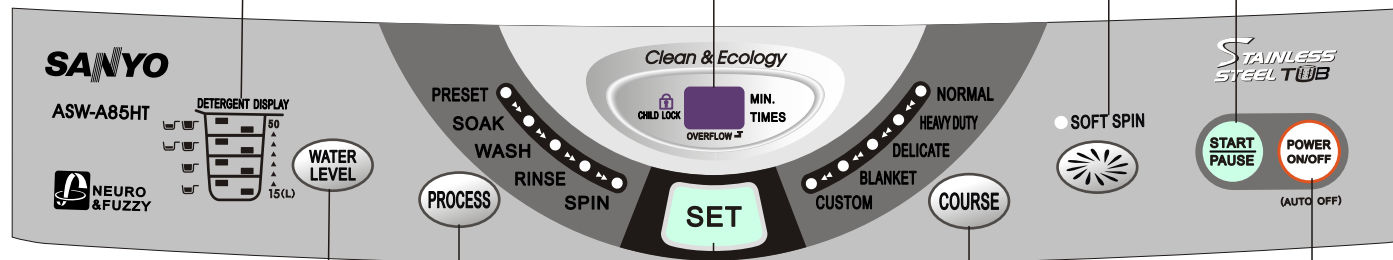 SANYO
ASW-A85HT
NEURO
&FUZZY
DETERGENT DISPLAY
50
15(L)
WATER
LEVEL
PRESET
SOAK
WASH
RINSE
SPIN
PROCESS
Clean & Ecology
CHILD LOCK
MIN.
TIMES
OVERFLOW
SET
NORMAL
HEAVY DUTY
DELICATE
BLANKET
CUSTOM
COURSE
SOFT SPIN
STAINLESS
STEEL TUB
START
PAUSE
POWER
ON/OFF
(AUTO OFF)